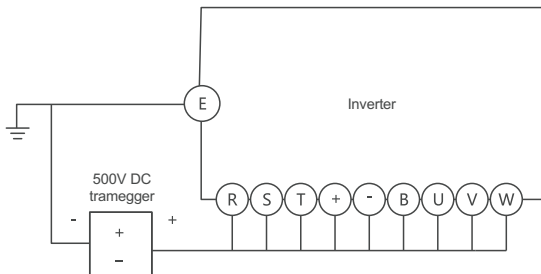 E
Inverter
500V DC
tramegger
R S T + - B U V W
- +
+
-